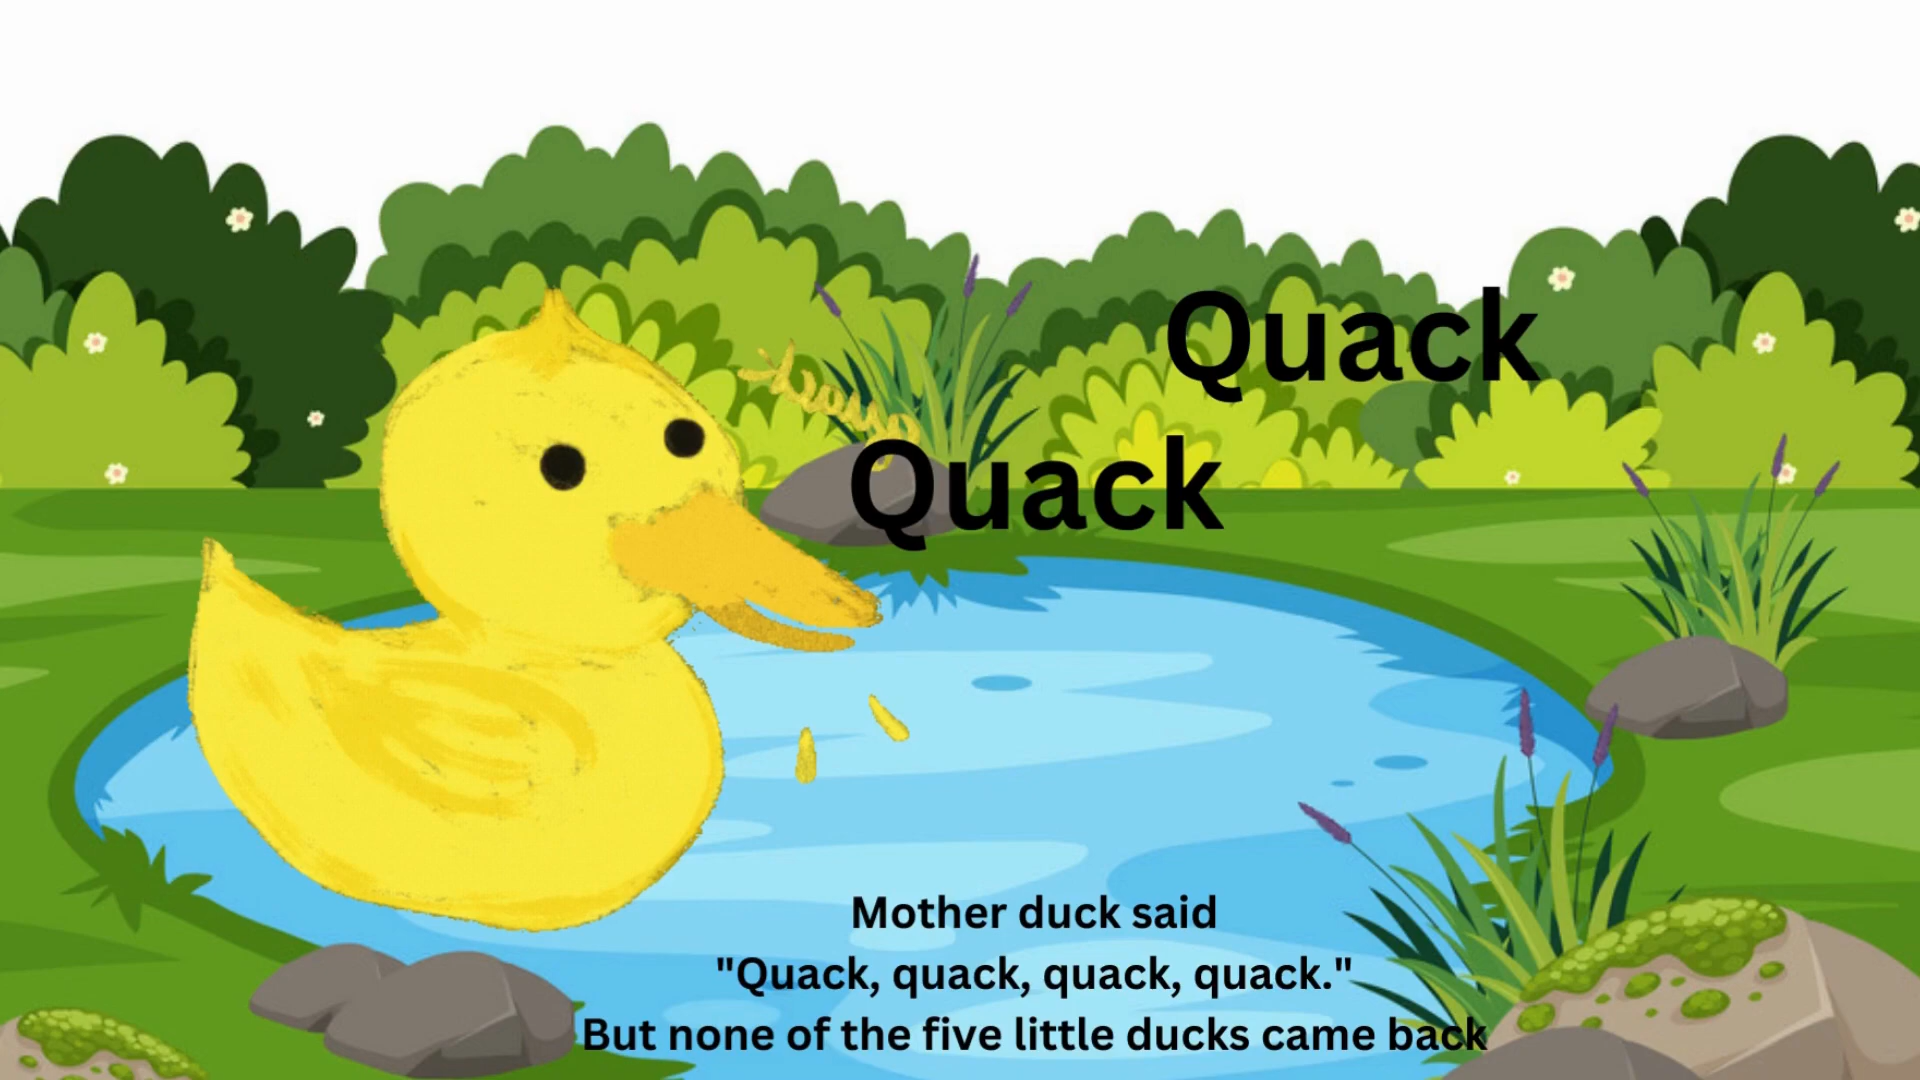 Quack
Quack
Mother duck said
"Quack, quack, quack, quack."
But none of the five little ducks came back